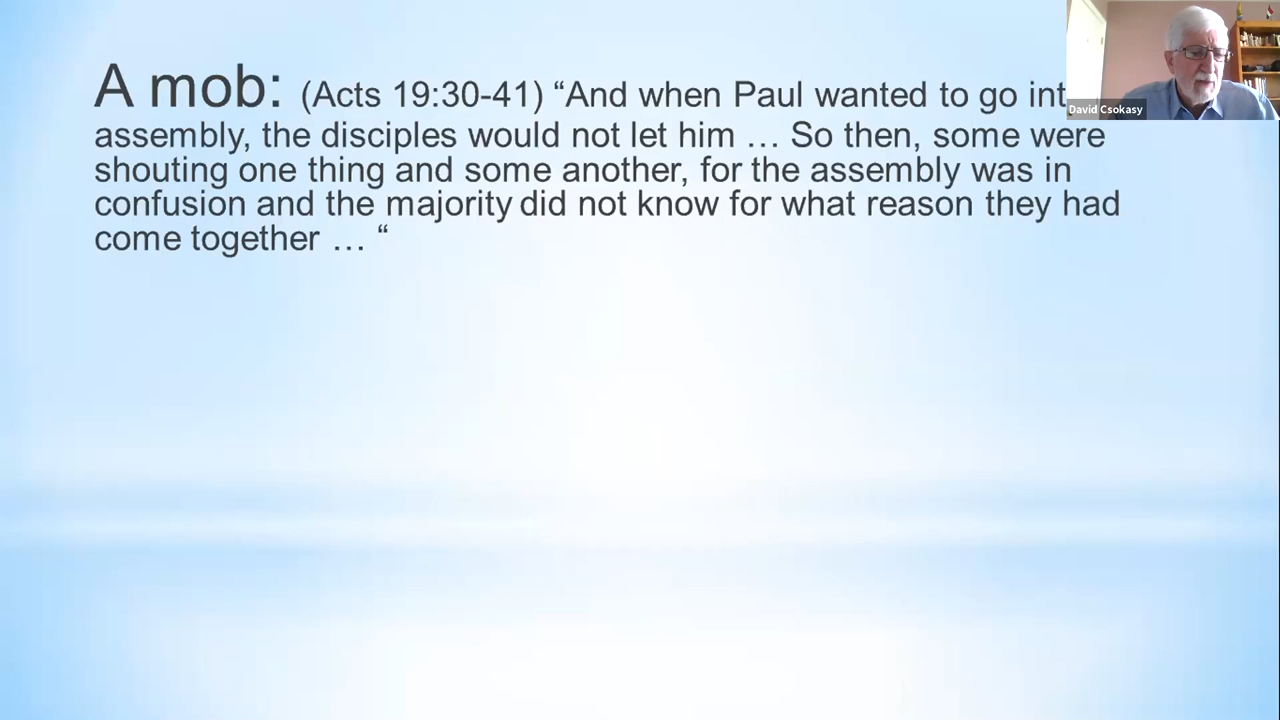 A mob: (Acts 19:30-41) “And when Paul wanted to go int
assembly, the disciples would not let him … So then, some were
shouting one thing and some another, for the assembly was in
confusion and the majority did not know for what reason they had
come together … “
David Csokasy